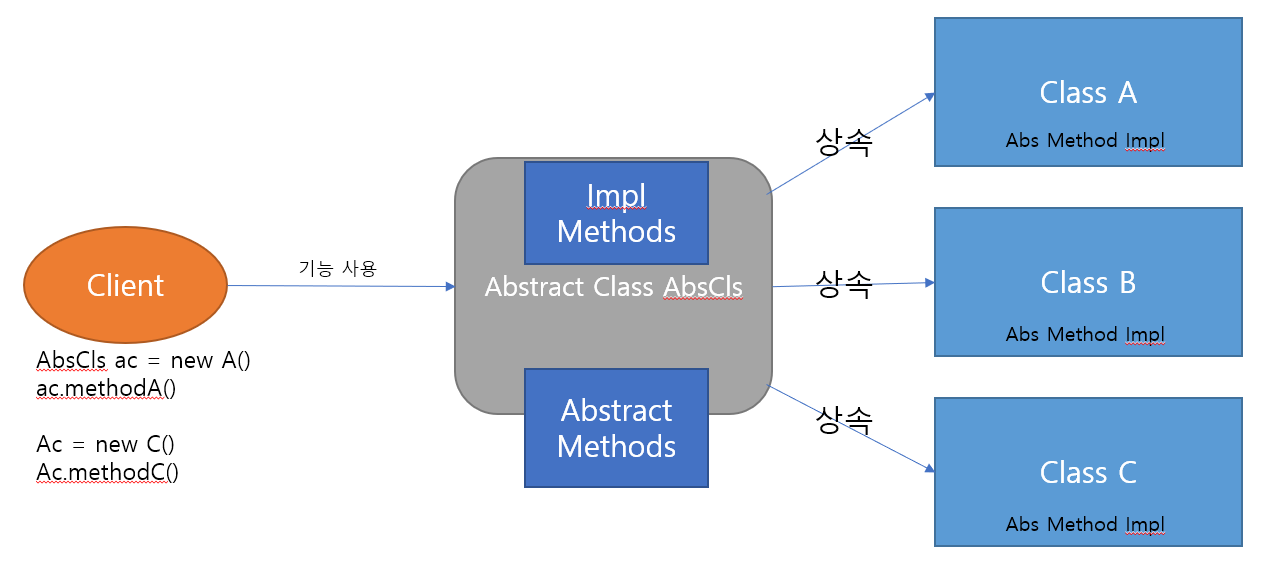 Client
AbsCls ac = new A()
ac.methodA()
Ac = new C()
Ac.methodC()
기능 사용
Impl
Methods
Abstract Class AbsCls
Abstract
Methods
상속
상속
상속
Class A
Abs Method Impl
Class B
Abs Method Impl
Class C
Abs Method Impl